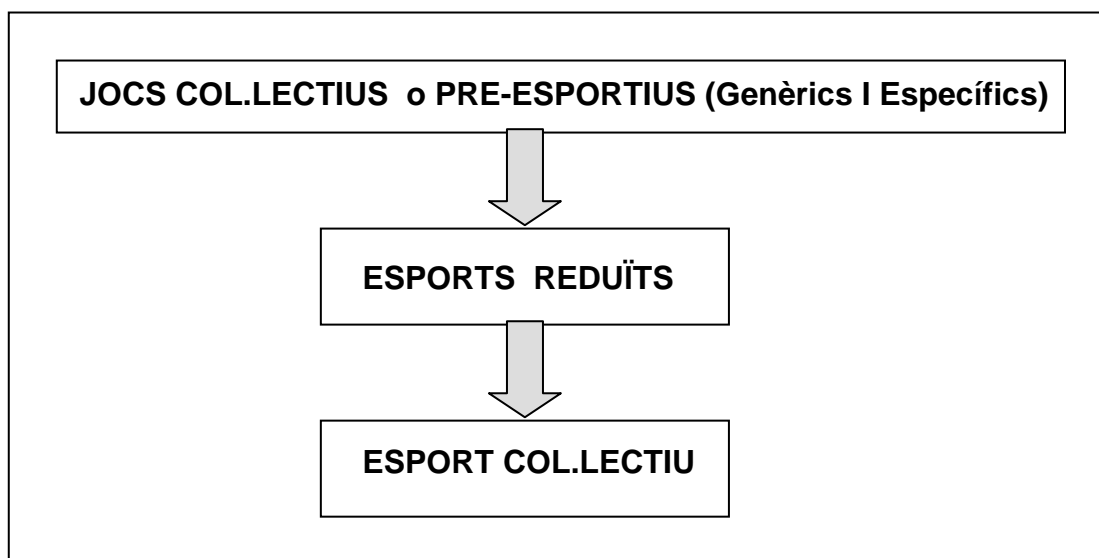 JOCS COL.LECTIUS o PRE-ESPORTIUS (Genèrics I Específics)
ESPORTS REDUÏTS
ESPORT COL.LECTIU